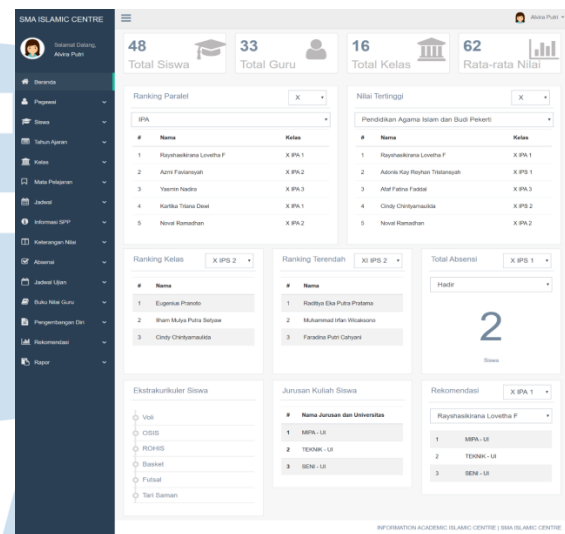 SMA ISLAMIC CENTRE
Selamat Datang,
Alvira Putri
Alvira Putri
Beranda
Pegawai
Siswa
Tahun Ajaran
Kelas
Mata Pelajaran
Jadwal
Informasi SPP
Keterangan Nilai
Absensi
Jadwal Ujian
Buku Nilai Guru
Pengembangan Diri
Rekomendasi
Rapor
48
Total Siswa
33
Total Guru
16
Total Kelas
62
Rata-rata Nilai
Ranking Paralel X
IPA
# Nama Kelas
1 Rayshasikirana Lovetha F X IPA 1
2 Azmi Favlansyah X IPA 2
3 Yasmin Nadira X IPA 3
4 Kartika Triana Dewi X IPA 1
5 Noval Ramadhan X IPA 2
Nilai Tertinggi X
Pendidikan Agama Islam dan Budi Pekerti
# Nama Kelas
1 Rayshasikirana Lovetha F X IPA 1
2 Adonis Key Reyhan Tristansyah X IPS 1
3 Afaf Fatina Faddal X IPA 3
4 Cindy Chintyamaulida X IPS 2
5 Noval Ramadhan X IPA 2
Ranking Kelas X IPS 2
# Nama
1 Eugenius Pranoto
2 Ilham Mulya Putra Setyaw
3 Cindy Chintyamaulida
Ranking Terendah XI IPS 2
# Nama
1 Raditya Eka Putra Pratama
2 Muhammad Irfan Wicaksono
3 Faradina Putri Cahyani
Total Absensi X IPS 1
Hadir
2
Siswa
Ekstrakurikuler Siswa
Voli
OSIS
ROHIS
Basket
Futsal
Tari Saman
Jurusan Kuliah Siswa
# Nama Jurusan dan Universitas
1 MIPA - UI
2 TEKNIK - UI
3 SENI - UI
Rekomendasi X IPA 1
Rayshasikirana Lovetha F
1 MIPA - UI
2 TEKNIK - UI
3 SENI - UI
INFORMATION ACADEMIC ISLAMIC CENTRE | SMA ISLAMIC CENTRE